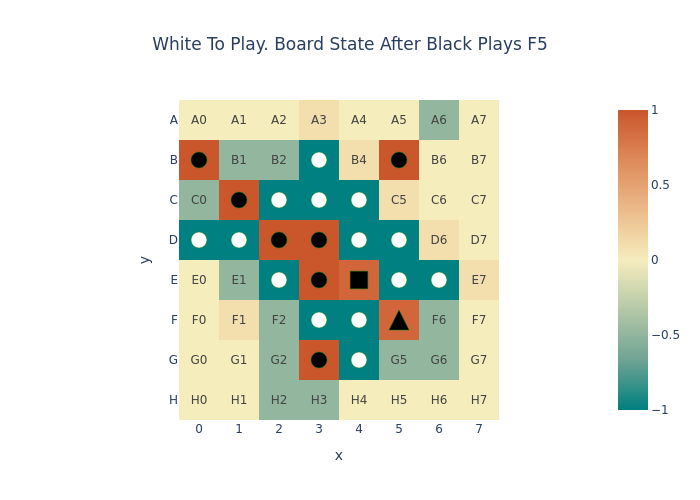 White To Play. Board State After Black Plays F5
A A0 A1 A2 A3 A4 A5 A6 A7
B B1 B2 B4 B6 B7
C C0 C5 C6 C7
D D6 D7
E E0 E1 E7
F F0 F1 F2 F6 F7
G G0 G1 G2 G5 G6 G7
H H0 H1 H2 H3 H4 H5 H6 H7
0 1 2 3 4 5 6 7
x
y
1
0.5
0
−0.5
−1